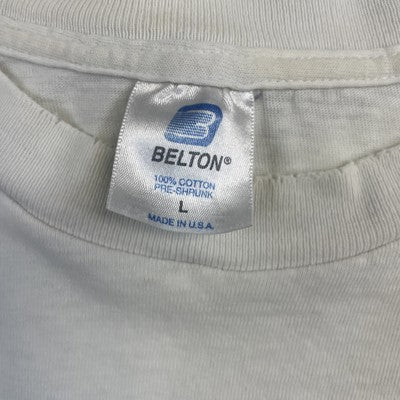 B
BELTON®
100% COTTON
PRE-SHRUNK
L
MADE IN U.S.A.